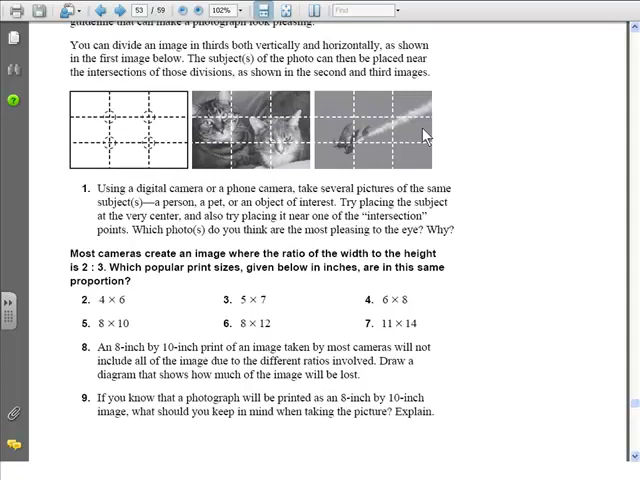 53 / 59
102%
Find
guideline that can make a photograph look pleasing.
You can divide an image in thirds both vertically and horizontally, as shown
in the first image below. The subject(s) of the photo can then be placed near
the intersections of those divisions, as shown in the second and third images.
1. Using a digital camera or a phone camera, take several pictures of the same
subject(s)—a person, a pet, or an object of interest. Try placing the subject
at the very center, and also try placing it near one of the “intersection”
points. Which photo(s) do you think are the most pleasing to the eye? Why?
Most cameras create an image where the ratio of the width to the height
is 2 : 3. Which popular print sizes, given below in inches, are in this same
proportion?
2. 4 × 6 3. 5 × 7 4. 6 × 8
5. 8 × 10 6. 8 × 12 7. 11 × 14
8. An 8-inch by 10-inch print of an image taken by most cameras will not
include all of the image due to the different ratios involved. Draw a
diagram that shows how much of the image will be lost.
9. If you know that a photograph will be printed as an 8-inch by 10-inch
image, what should you keep in mind when taking the picture? Explain.